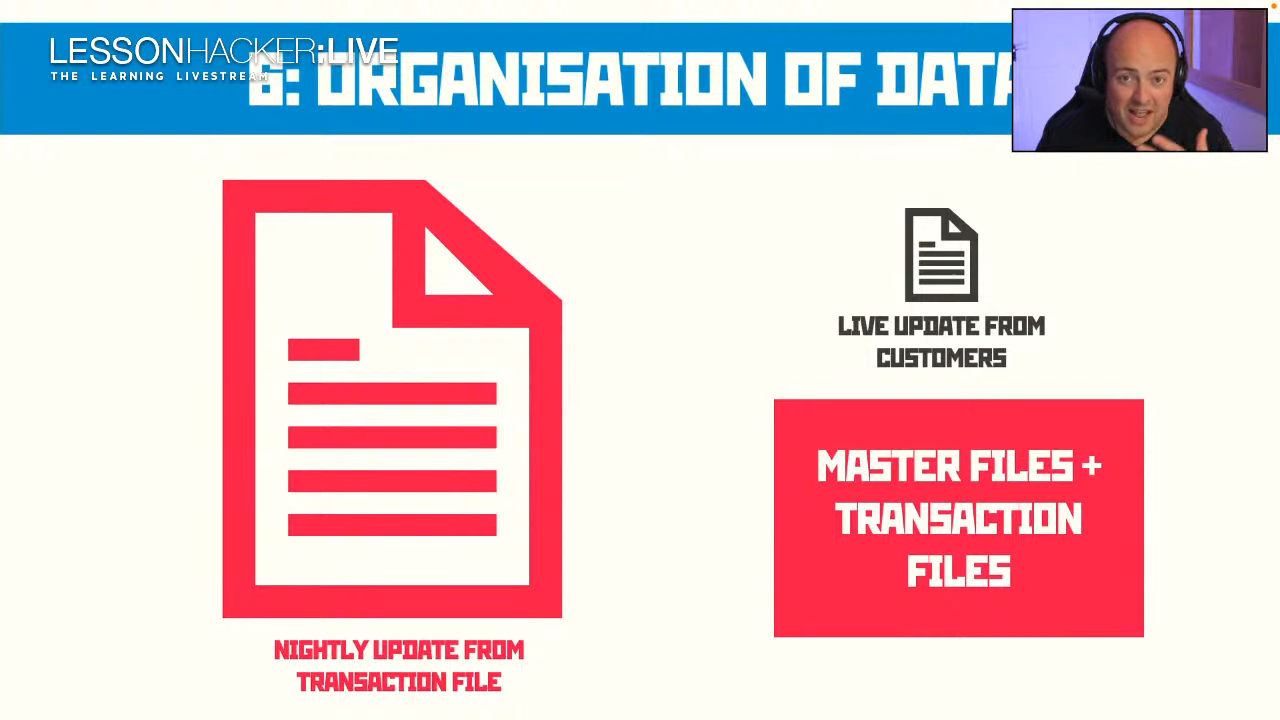 LESSONHACKER:LIVE
THE LEARNING LIVESTREAM
6: ORGANISATION OF DATA
LIVE UPDATE FROM
CUSTOMERS
MASTER FILES +
TRANSACTION
FILES
NIGHTLY UPDATE FROM
TRANSACTION FILE